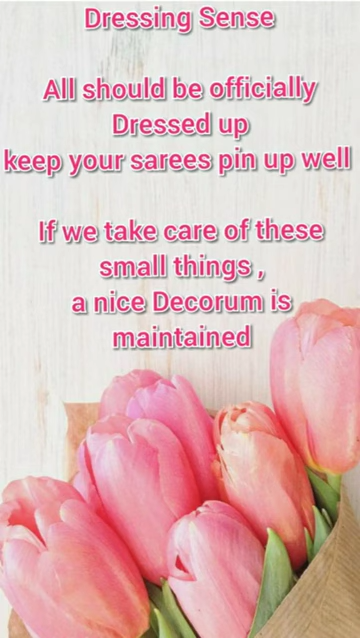 Dressing Sense
All should be officially
Dressed up
keep your sarees pin up well
If we take care of these
small things ,
a nice Decorum is
maintained